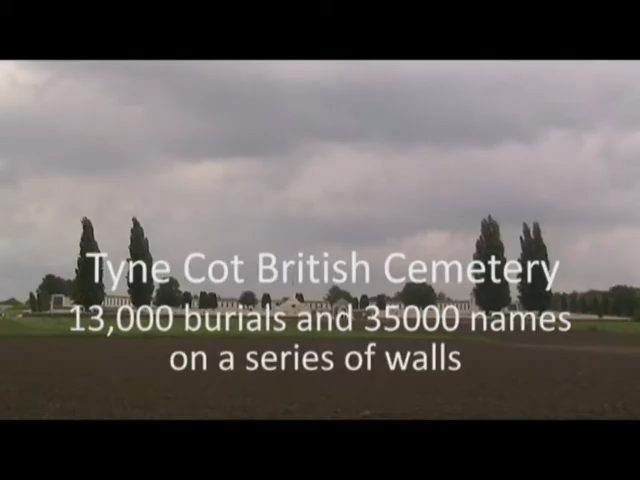 Tyne Cot British Cemetery
13,000 burials and 35000 names
on a series of walls